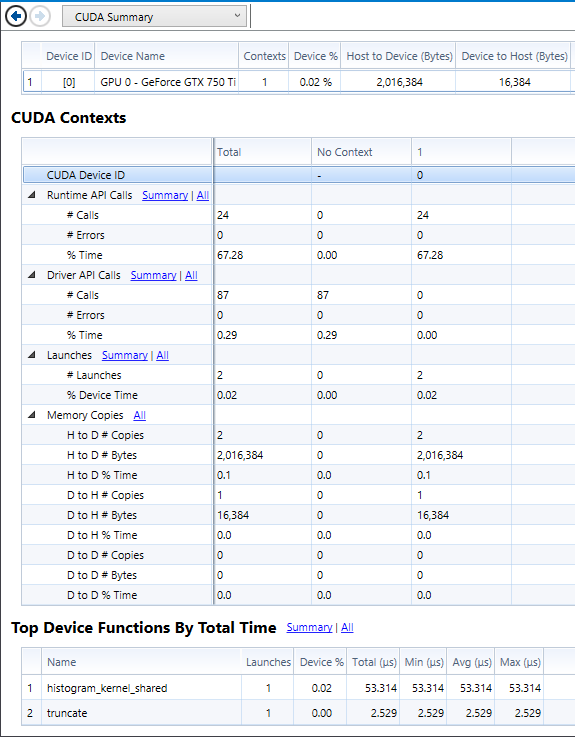 CUDA Summary
Device ID Device Name Contexts Device % Host to Device (Bytes) Device to Host (Bytes)
1 [0] GPU 0 - GeForce GTX 750 Ti 1 0.02 % 2,016,384 16,384
CUDA Contexts
Total No Context 1
CUDA Device ID - 0
Runtime API Calls Summary | All
# Calls 24 0 24
# Errors 0 0 0
% Time 67.28 0.00 67.28
Driver API Calls Summary | All
# Calls 87 87 0
# Errors 0 0 0
% Time 0.29 0.29 0.00
Launches Summary | All
# Launches 2 0 2
% Device Time 0.02 0.00 0.02
Memory Copies All
H to D # Copies 2 0 2
H to D # Bytes 2,016,384 0 2,016,384
H to D % Time 0.1 0.0 0.1
D to H # Copies 1 0 1
D to H # Bytes 16,384 0 16,384
D to H % Time 0.0 0.0 0.0
D to D # Copies 0 0 0
D to D # Bytes 0 0 0
D to D % Time 0.0 0.0 0.0
Top Device Functions By Total Time Summary | All
Name Launches Device % Total (µs) Min (µs) Avg (µs) Max (µs)
1 histogram_kernel_shared 1 0.02 53.314 53.314 53.314 53.314
2 truncate 1 0.00 2.529 2.529 2.529 2.529